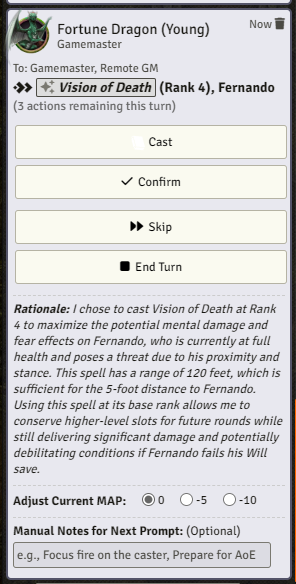 Fortune Dragon (Young)
Now
Gamemaster
To: Gamemaster, Remote GM
Vision of Death (Rank 4), Fernando
(3 actions remaining this turn)
Cast
Confirm
Skip
End Turn
Rationale: I chose to cast Vision of Death at Rank
4 to maximize the potential mental damage and
fear effects on Fernando, who is currently at full
health and poses a threat due to his proximity and
stance. This spell has a range of 120 feet, which is
sufficient for the 5-foot distance to Fernando.
Using this spell at its base rank allows me to
conserve higher-level slots for future rounds while
still delivering significant damage and potentially
debilitating conditions if Fernando fails his Will
save.
Adjust Current MAP: 0 -5 -10
Manual Notes for Next Prompt: (Optional)
e.g., Focus fire on the caster, Prepare for AoE